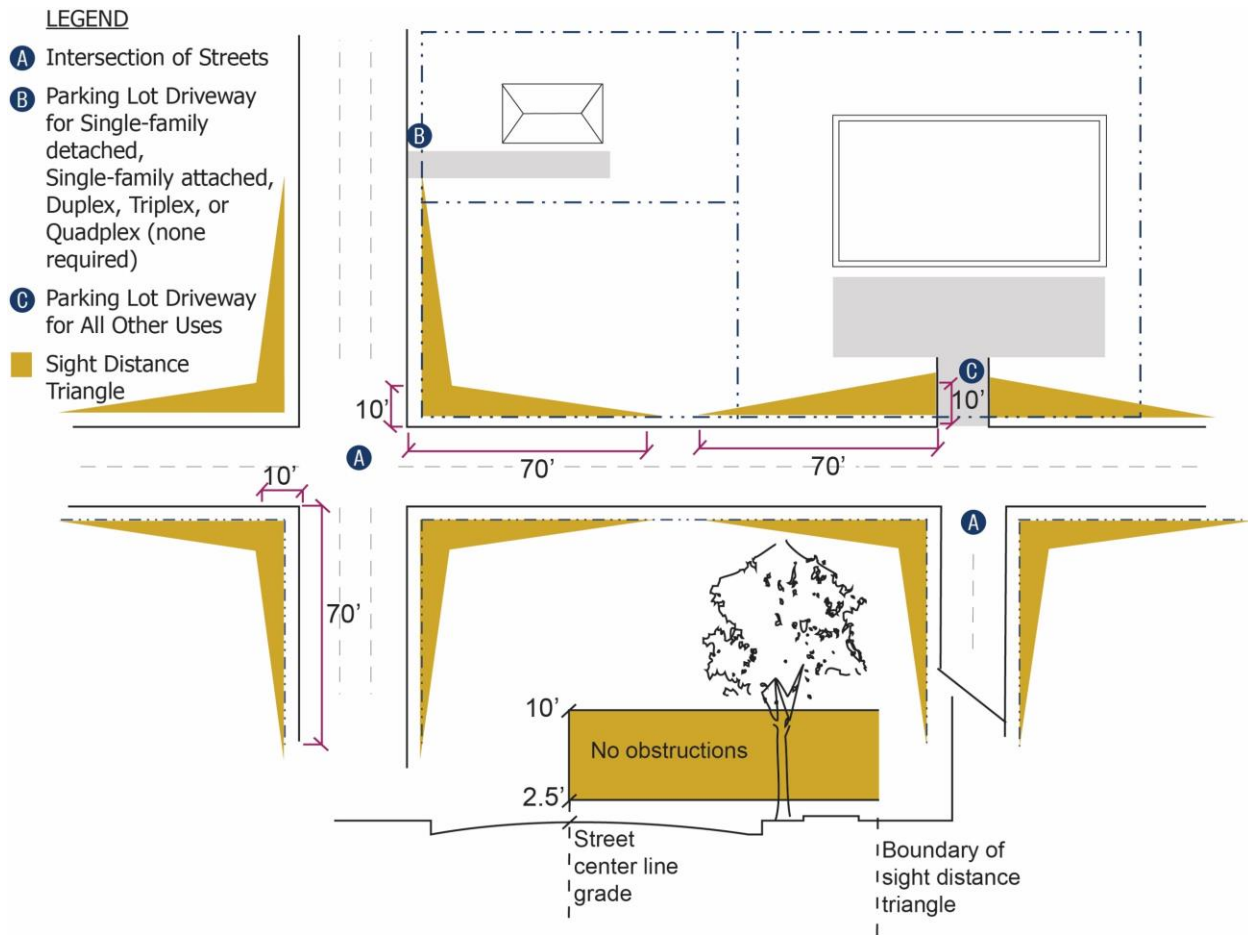 LEGEND
A Intersection of Streets
B Parking Lot Driveway
for Single-family
detached,
Single-family attached,
Duplex, Triplex, or
Quadplex (none
required)
C Parking Lot Driveway
for All Other Uses
Sight Distance
Triangle
B
C
10'
10'
A
70'
70'
10'
A
70'
10'
No obstructions
2.5'
Street
center line
grade
Boundary of
sight distance
triangle